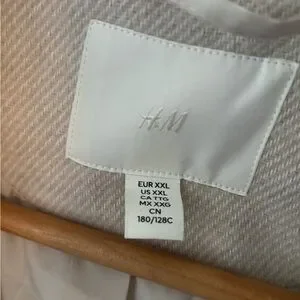 H&M
EUR XXL
US XXL
CA TTG
MX XXG
CN
180/128C